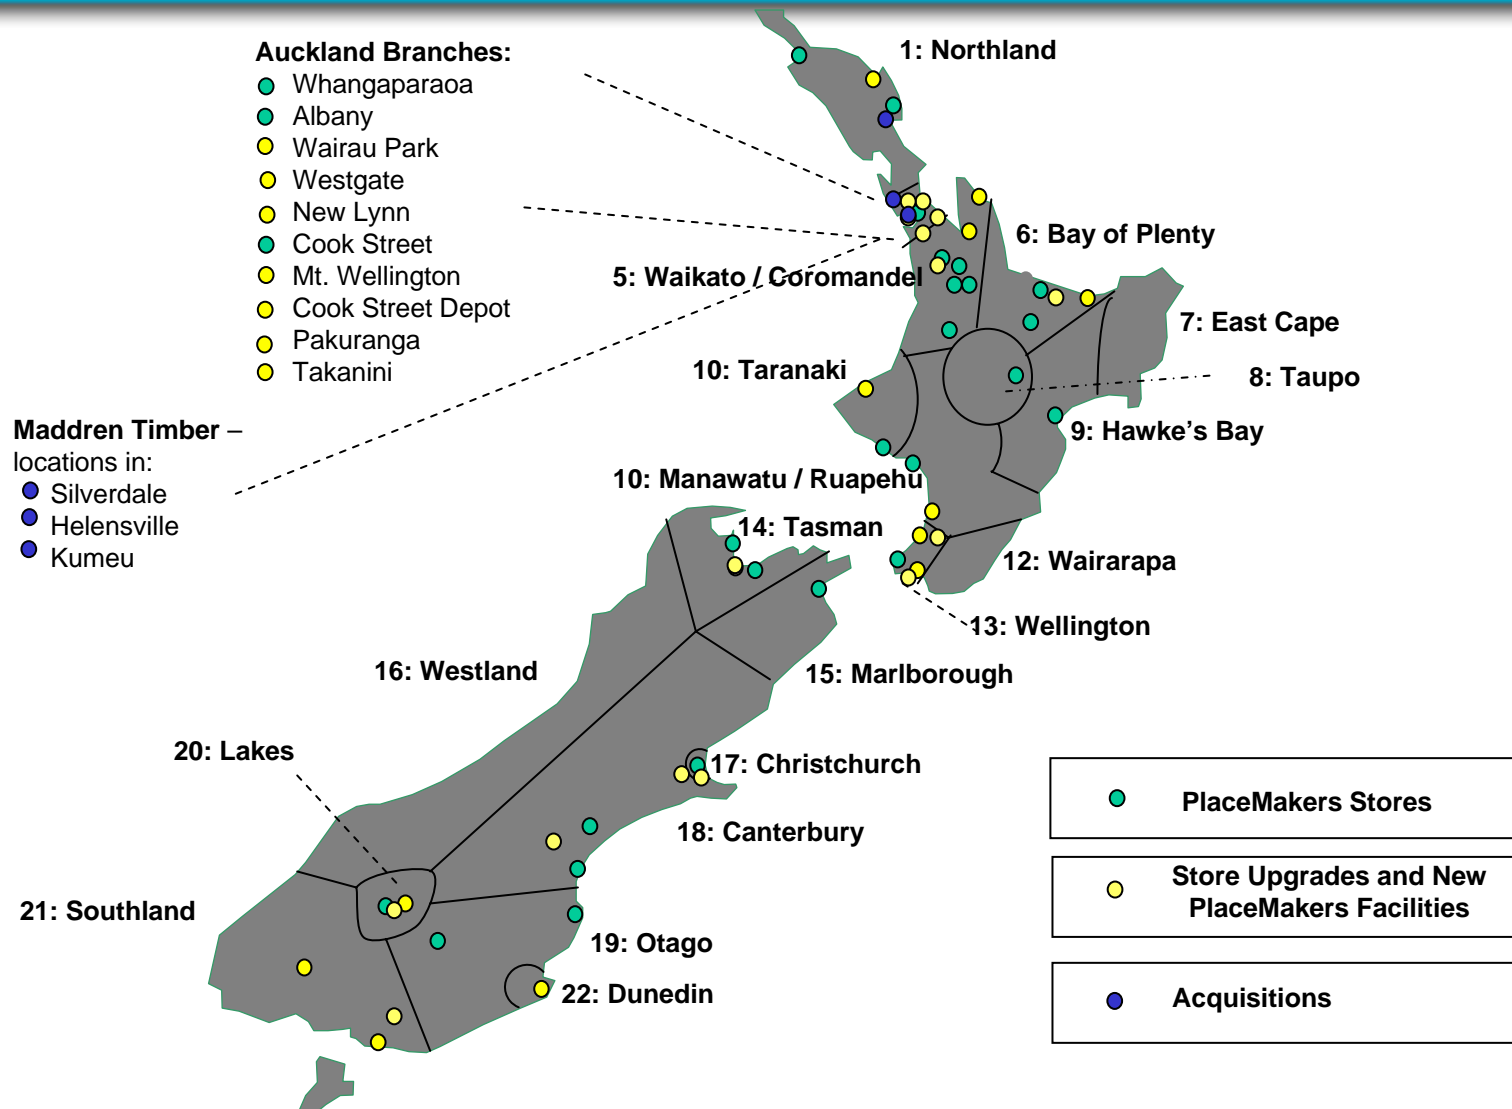 Auckland Branches:
Whangaparaoa
Albany
Wairau Park
Westgate
New Lynn
Cook Street
Mt. Wellington
Cook Street Depot
Pakuranga
Takanini
Maddren Timber –
locations in:
Silverdale
Helensville
Kumeu
1: Northland
6: Bay of Plenty
5: Waikato / Coromandel
7: East Cape
10: Taranaki
8: Taupo
9: Hawke's Bay
10: Manawatu / Ruapehu
14: Tasman
12: Wairarapa
13: Wellington
16: Westland
15: Marlborough
20: Lakes
17: Christchurch
18: Canterbury
21: Southland
19: Otago
22: Dunedin
PlaceMakers Stores
Store Upgrades and New
PlaceMakers Facilities
Acquisitions